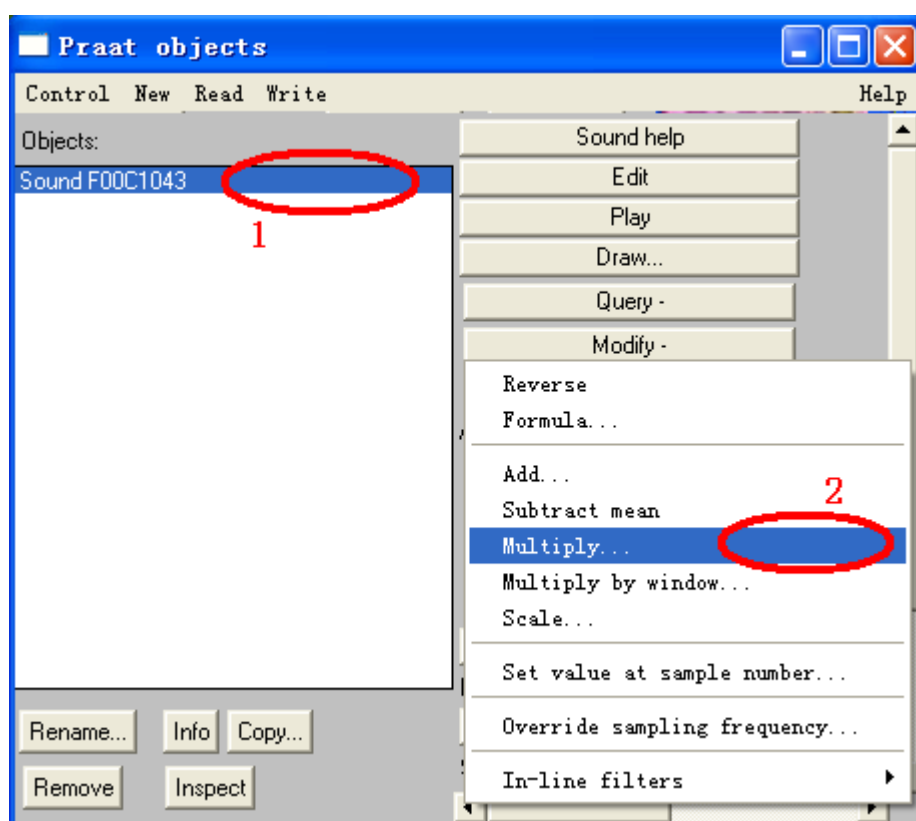 Praat objects
Control New Read Write Help
Objects:
Sound F00C1043
1
Sound help
Edit
Play
Draw...
Query -
Modify -
Reverse
Formula...
Add...
2
Subtract mean
Multiply...
Multiply by window...
Scale...
Set value at sample number...
Override sampling frequency...
In-line filters
Rename... Info Copy...
Remove Inspect